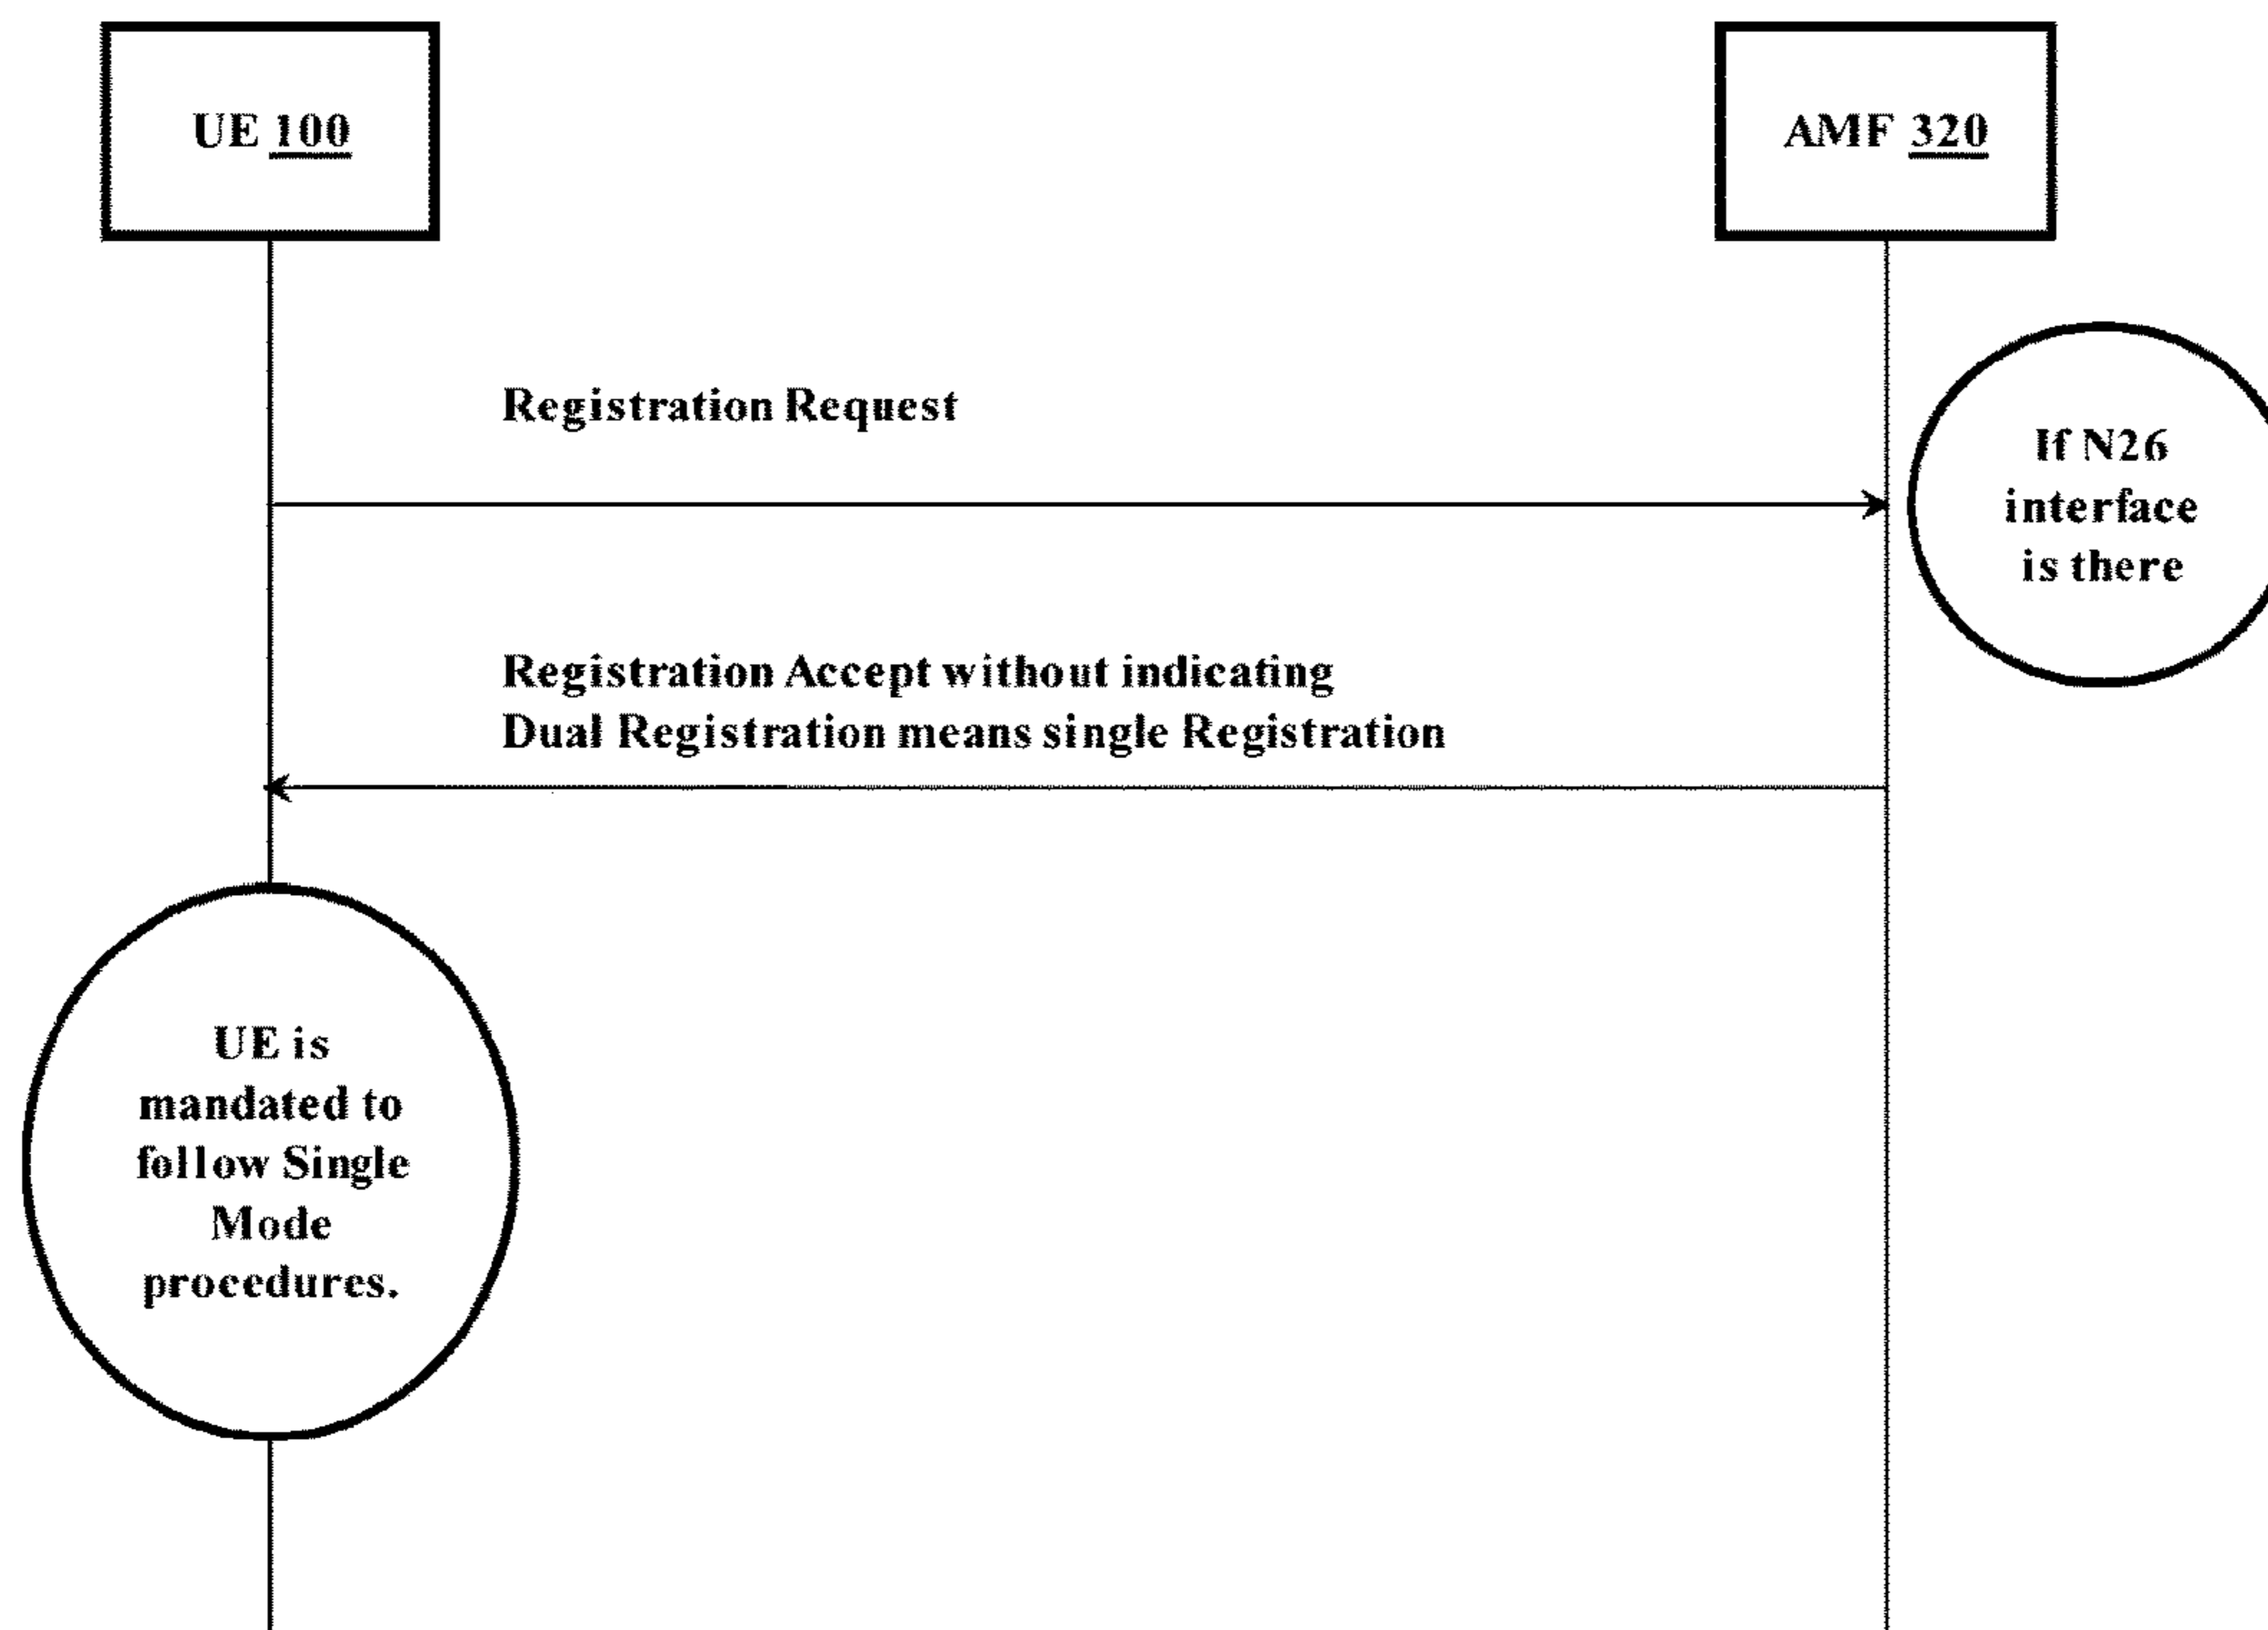 UE 100
AMF 320
Registration Request
If N26
interface
is there
Registration Accept without indicating
Dual Registration means single Registration
UE is
mandated to
follow Single
Mode
procedures.